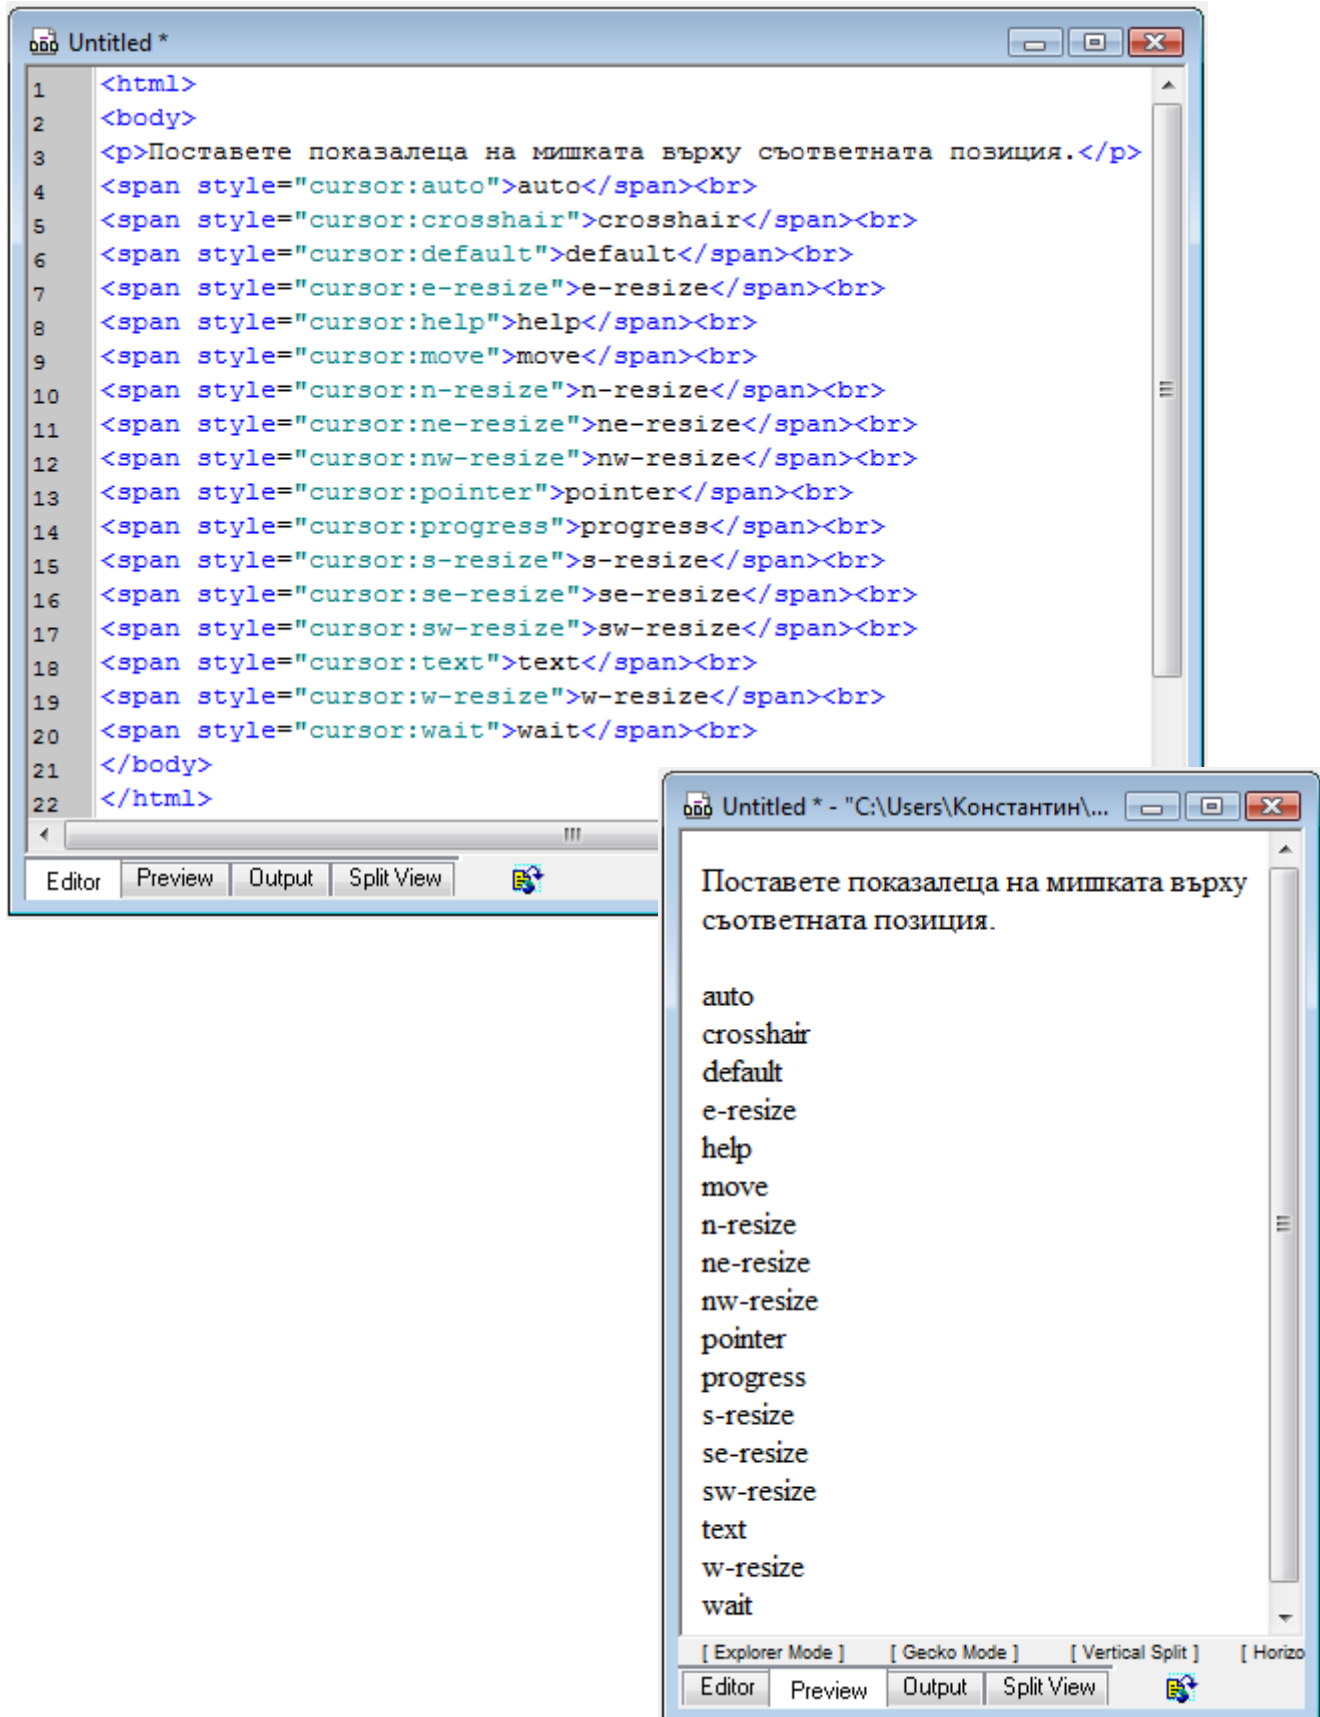 Untitled *
1 <html>
2 <body>
3 <p>Поставете показалеца на мишката върху съответната позиция.</p>
4 <span style="cursor:auto">auto</span><br>
5 <span style="cursor:crosshair">crosshair</span><br>
6 <span style="cursor:default">default</span><br>
7 <span style="cursor:e-resize">e-resize</span><br>
8 <span style="cursor:help">help</span><br>
9 <span style="cursor:move">move</span><br>
10 <span style="cursor:n-resize">n-resize</span><br>
11 <span style="cursor:ne-resize">ne-resize</span><br>
12 <span style="cursor:nw-resize">nw-resize</span><br>
13 <span style="cursor:pointer">pointer</span><br>
14 <span style="cursor:progress">progress</span><br>
15 <span style="cursor:s-resize">s-resize</span><br>
16 <span style="cursor:se-resize">se-resize</span><br>
17 <span style="cursor:sw-resize">sw-resize</span><br>
18 <span style="cursor:text">text</span><br>
19 <span style="cursor:w-resize">w-resize</span><br>
20 <span style="cursor:wait">wait</span><br>
21 </body>
22 </html>
Editor Preview Output Split View
Untitled * - "C:\Users\Константин\...
Поставете показалеца на мишката върху
съответната позиция.
auto
crosshair
default
e-resize
help
move
n-resize
ne-resize
nw-resize
pointer
progress
s-resize
se-resize
sw-resize
text
w-resize
wait
[ Explorer Mode ] [ Gecko Mode ] [ Vertical Split ] [ Horizo
Editor Preview Output Split View